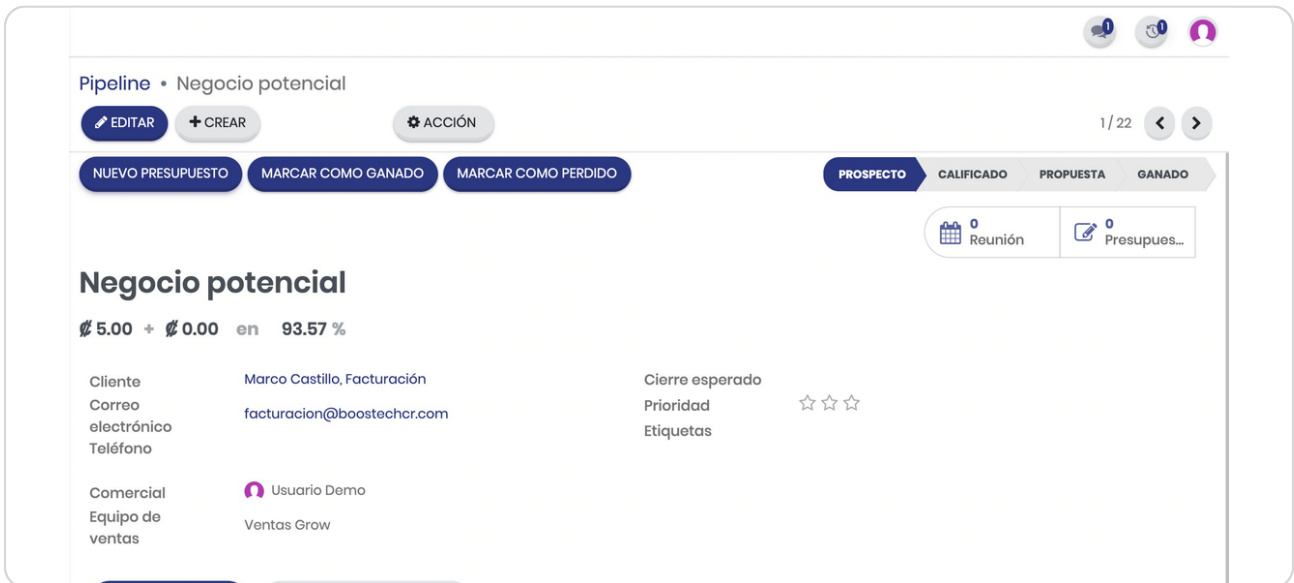 1 1
Pipeline • Negocio potencial
EDITAR + CREAR ACCIÓN 1 / 22
NUEVO PRESUPUESTO MARCAR COMO GANADO MARCAR COMO PERDIDO PROSPECTO CALIFICADO PROPUESTA GANADO
0 Reunión
0 Presupues...
Negocio potencial
₡ 5.00 + ₡ 0.00 en 93.57 %
Cliente Marco Castillo, Facturación
Correo electrónico facturacion@boostechcr.com
Teléfono
Cierre esperado
Prioridad
Etiquetas
Comercial Usuario Demo
Equipo de ventas Ventas Grow